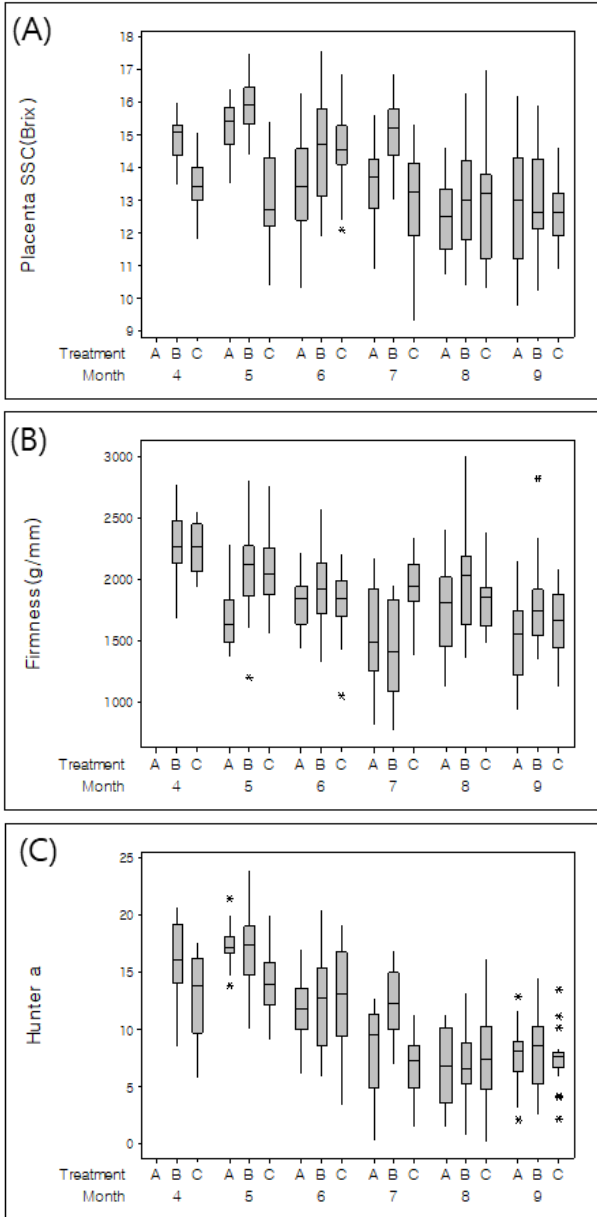 (A)
Placenta SSC(Brix)
18
17
16
15
14
13
12
11
10
9
Treatment A B C A B C A B C A B C A B C A B C
Month 4 5 6 7 8 9
(B)
Firmness(g/mm)
3000
2500
2000
1500
1000
Treatment A B C A B C A B C A B C A B C A B C
Month 4 5 6 7 8 9
(C)
Hunter a
25
20
15
10
5
0
Treatment A B C A B C A B C A B C A B C A B C
Month 4 5 6 7 8 9